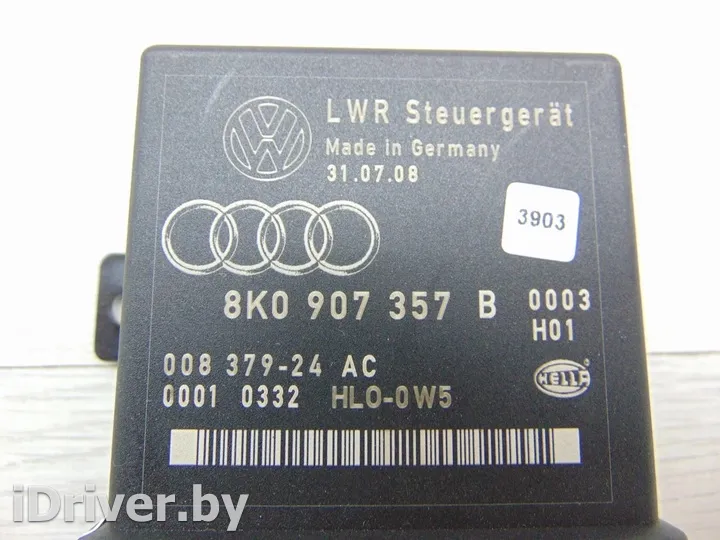 LWR Steuergerät
Made in Germany
31.07.08
3903
8K0 907 357 B 0003
H01
008 379-24 AC
0001 0332 HLO-0W5
HELLA
iDriver.by